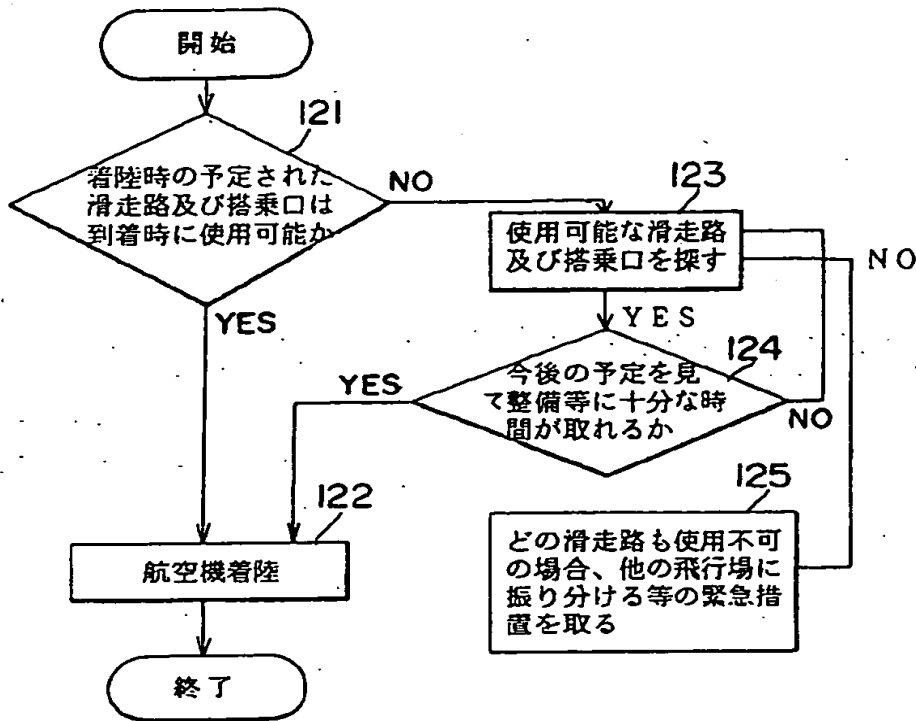 開始
121
着陸時の予定された
滑走路及び搭乗口は
到着時に使用可能か
NO
YES
123
使用可能な滑走路
及び搭乗口を探す
NO
YES
124
今後の予定を見
て整備等に十分な時
間が取れるか
YES
NO
122
航空機着陸
125
どの滑走路も使用不可
の場合、他の飛行場に
振り分ける等の緊急措
置を取る
終了